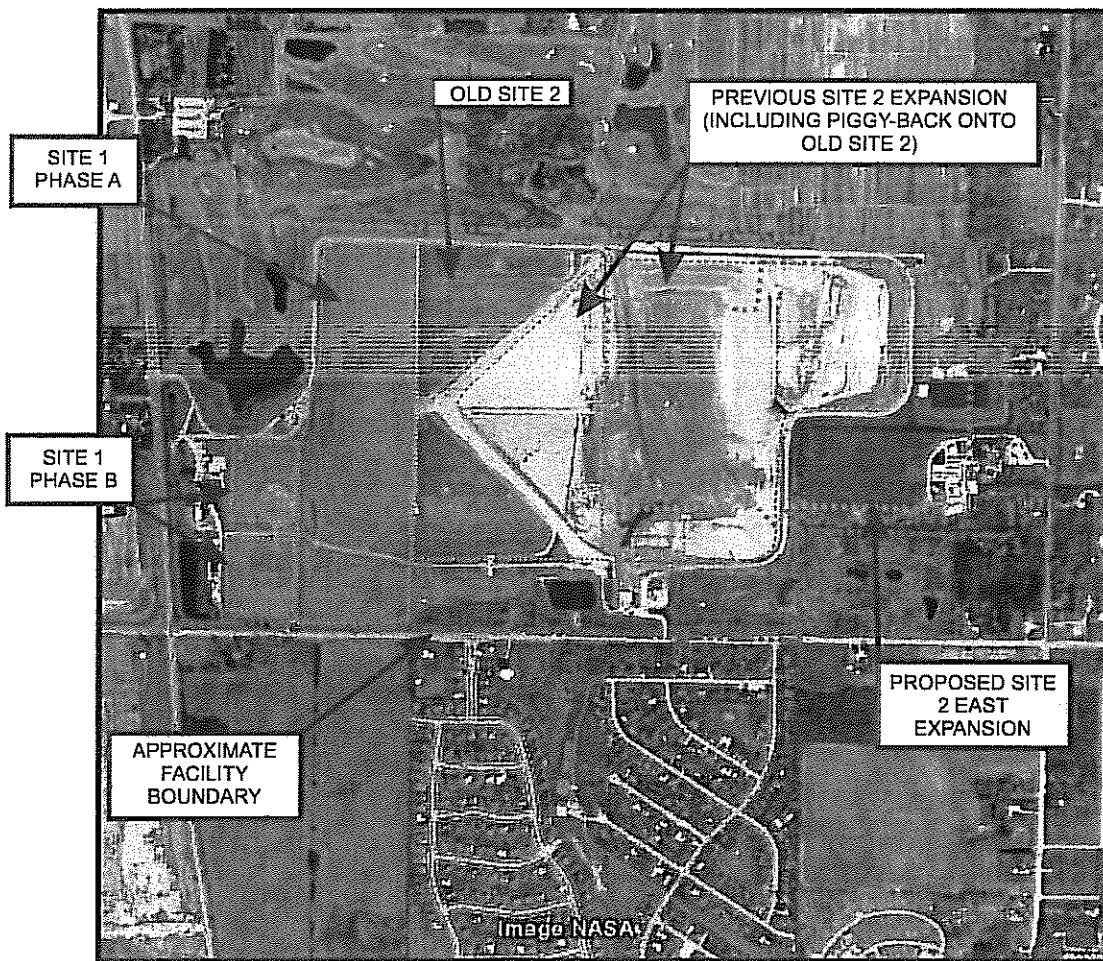 OLD SITE 2
PREVIOUS SITE 2 EXPANSION
(INCLUDING PIGGY-BACK ONTO
OLD SITE 2)
SITE 1
PHASE A
SITE 1
PHASE B
PROPOSED SITE
2 EAST
EXPANSION
APPROXIMATE
FACILITY
BOUNDARY
Image NASA